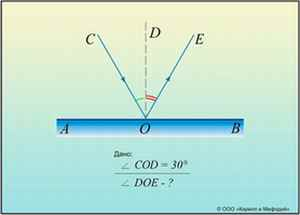 C D E
A O B
Дано:
∠ COD = 30°
∠ DOE - ?
© ООО «Кирилл и Мефодий»